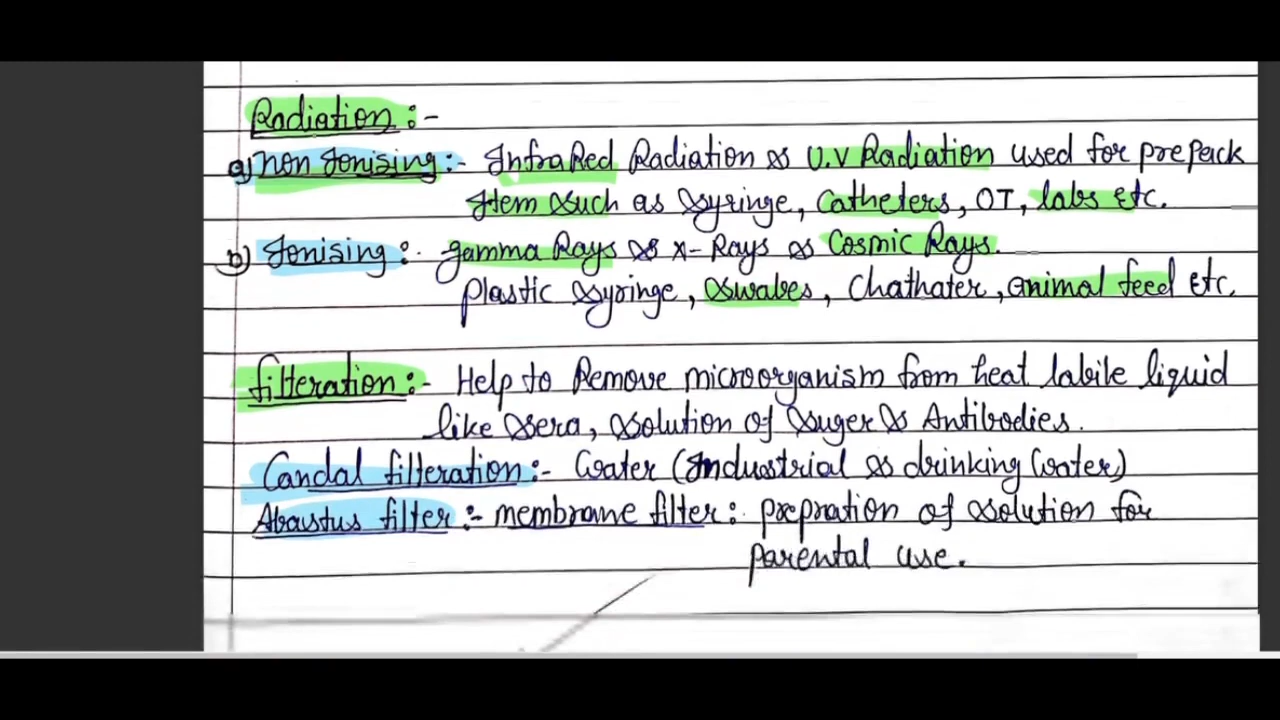 Radiation :-
a) Non Ionising :- InfraRed Radiation & U.V Radiation used for prepack
Item such as syringe, Catheters, OT, labs etc.
b) Ionising :- gamma Rays & X-Rays & Cosmic Rays.
Plastic syringe, swabes, Chathater, animal feed etc.
filteration :- Help to Remove microorganism from heat labile liquid
like sera, solution of suger & Antibodies.
Candal filteration :- Water (Industrial & drinking Water)
Abastus filter :- membrane filter : prepration of solution for
parental use.